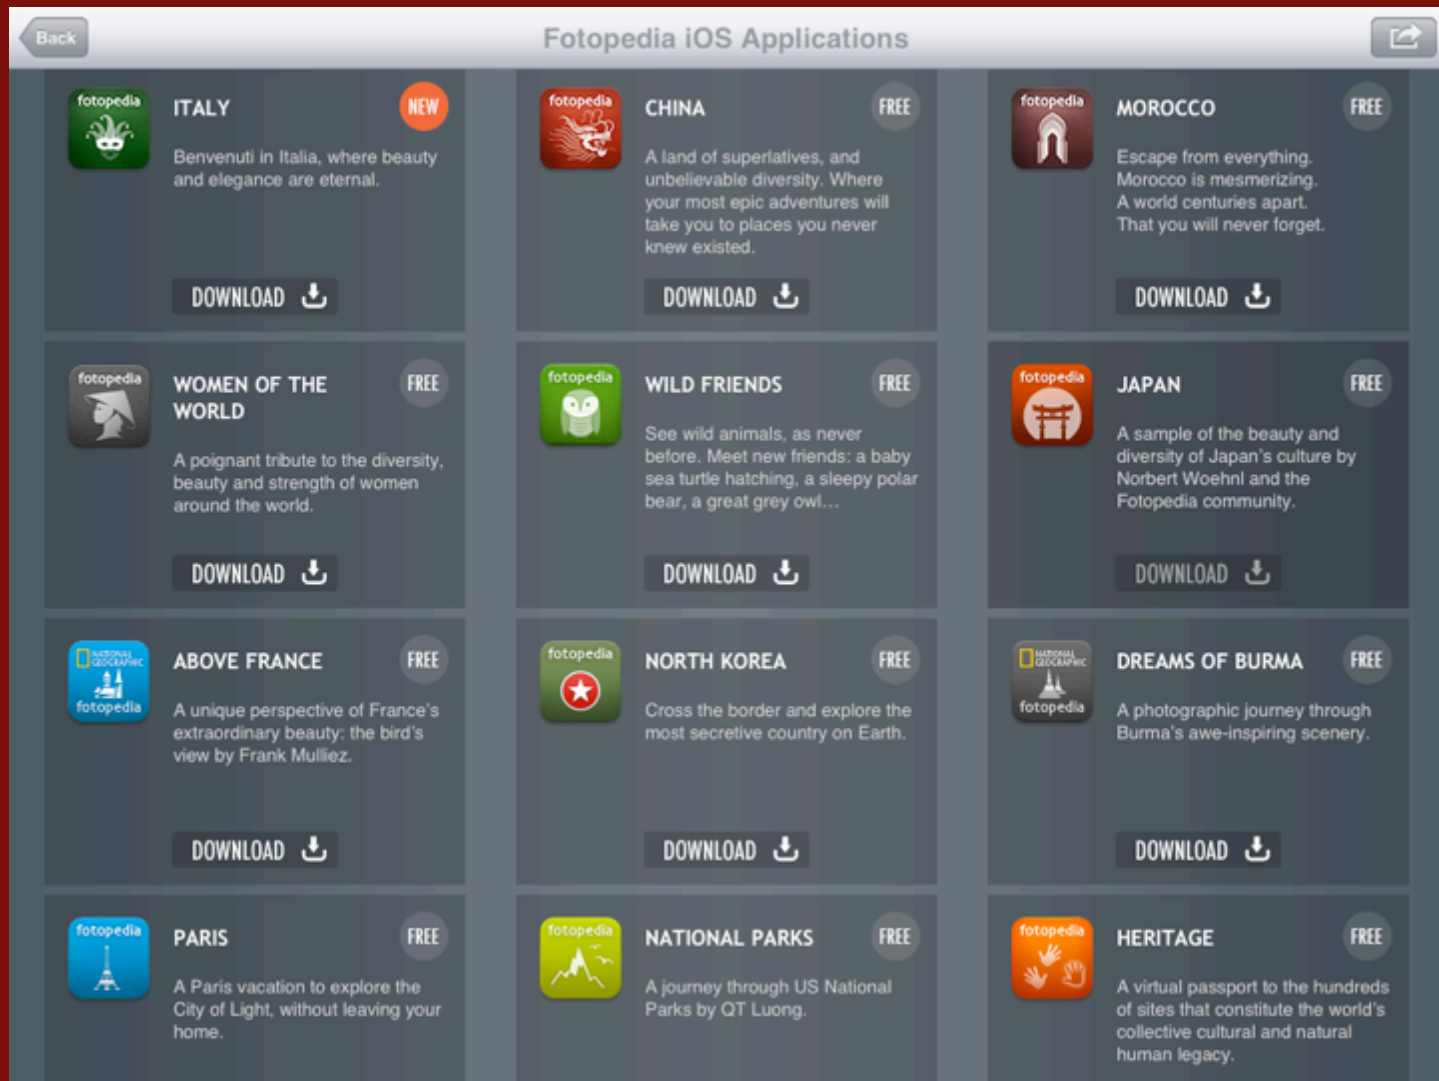 Back
Fotopedia iOS Applications
fotopedia
ITALY
NEW
Benvenuti in Italia, where beauty
and elegance are eternal.
DOWNLOAD
fotopedia
CHINA
FREE
A land of superlatives, and
unbelievable diversity. Where
your most epic adventures will
take you to places you never
knew existed.
DOWNLOAD
fotopedia
MOROCCO
FREE
Escape from everything.
Morocco is mesmerizing.
A world centuries apart.
That you will never forget.
DOWNLOAD
fotopedia
WOMEN OF THE
WORLD
FREE
A poignant tribute to the diversity,
beauty and strength of women
around the world.
DOWNLOAD
fotopedia
WILD FRIENDS
FREE
See wild animals, as never
before. Meet new friends: a baby
sea turtle hatching, a sleepy polar
bear, a great grey owl...
DOWNLOAD
fotopedia
JAPAN
FREE
A sample of the beauty and
diversity of Japan's culture by
Norbert Woehnl and the
Fotopedia community.
DOWNLOAD
NATIONAL
GEOGRAPHIC
fotopedia
ABOVE FRANCE
FREE
A unique perspective of France's
extraordinary beauty: the bird's
view by Frank Mulliez.
DOWNLOAD
fotopedia
NORTH KOREA
FREE
Cross the border and explore the
most secretive country on Earth.
DOWNLOAD
NATIONAL
GEOGRAPHIC
fotopedia
DREAMS OF BURMA
FREE
A photographic journey through
Burma's awe-inspiring scenery.
DOWNLOAD
fotopedia
PARIS
FREE
A Paris vacation to explore the
City of Light, without leaving your
home.
fotopedia
NATIONAL PARKS
FREE
A journey through US National
Parks by QT Luong.
fotopedia
HERITAGE
FREE
A virtual passport to the hundreds
of sites that constitute the world's
collective cultural and natural
human legacy.